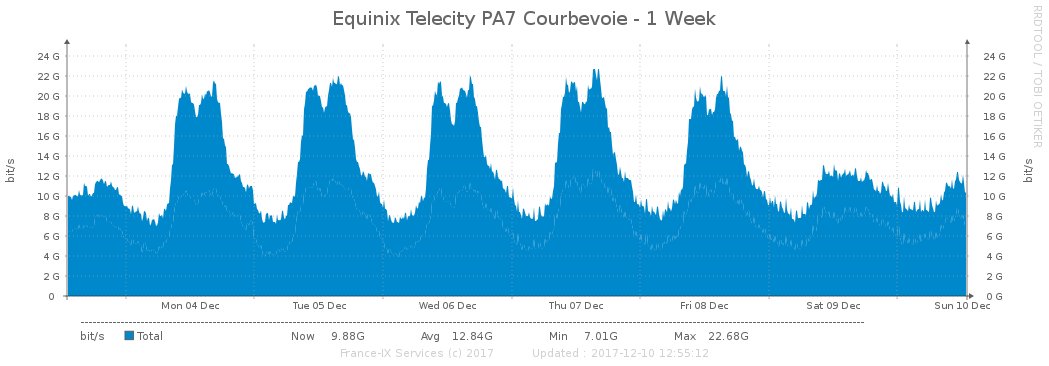 Equinix Telecity PA7 Courbevoie - 1 Week
RRDTOOL / TOBI OETIKER
bit/s
24 G 24 G
22 G 22 G
20 G 20 G
18 G 18 G
16 G 16 G
14 G 14 G
12 G 12 G
10 G 10 G
8 G 8 G
6 G 6 G
4 G 4 G
2 G 2 G
0 0 G
bit/s
Mon 04 Dec Tue 05 Dec Wed 06 Dec Thu 07 Dec Fri 08 Dec Sat 09 Dec Sun 10 Dec
bit/s Total Now 9.88G Avg 12.84G Min 7.01G Max 22.68G
France-IX Services (c) 2017 Updated : 2017-12-10 12:55:12